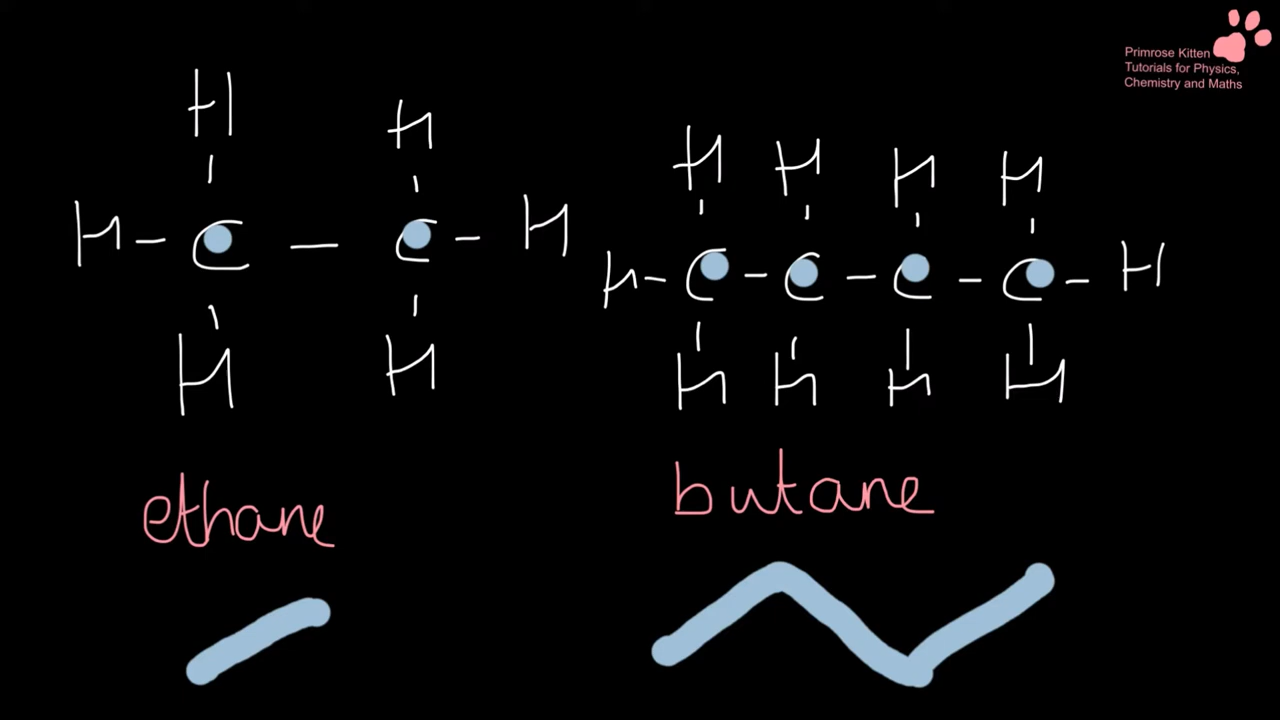 Primrose Kitten
Tutorials for Physics,
Chemistry and Maths
H H
H - C - C - H
H H
ethane
H H H H
H - C - C - C - C - H
H H H H
butane